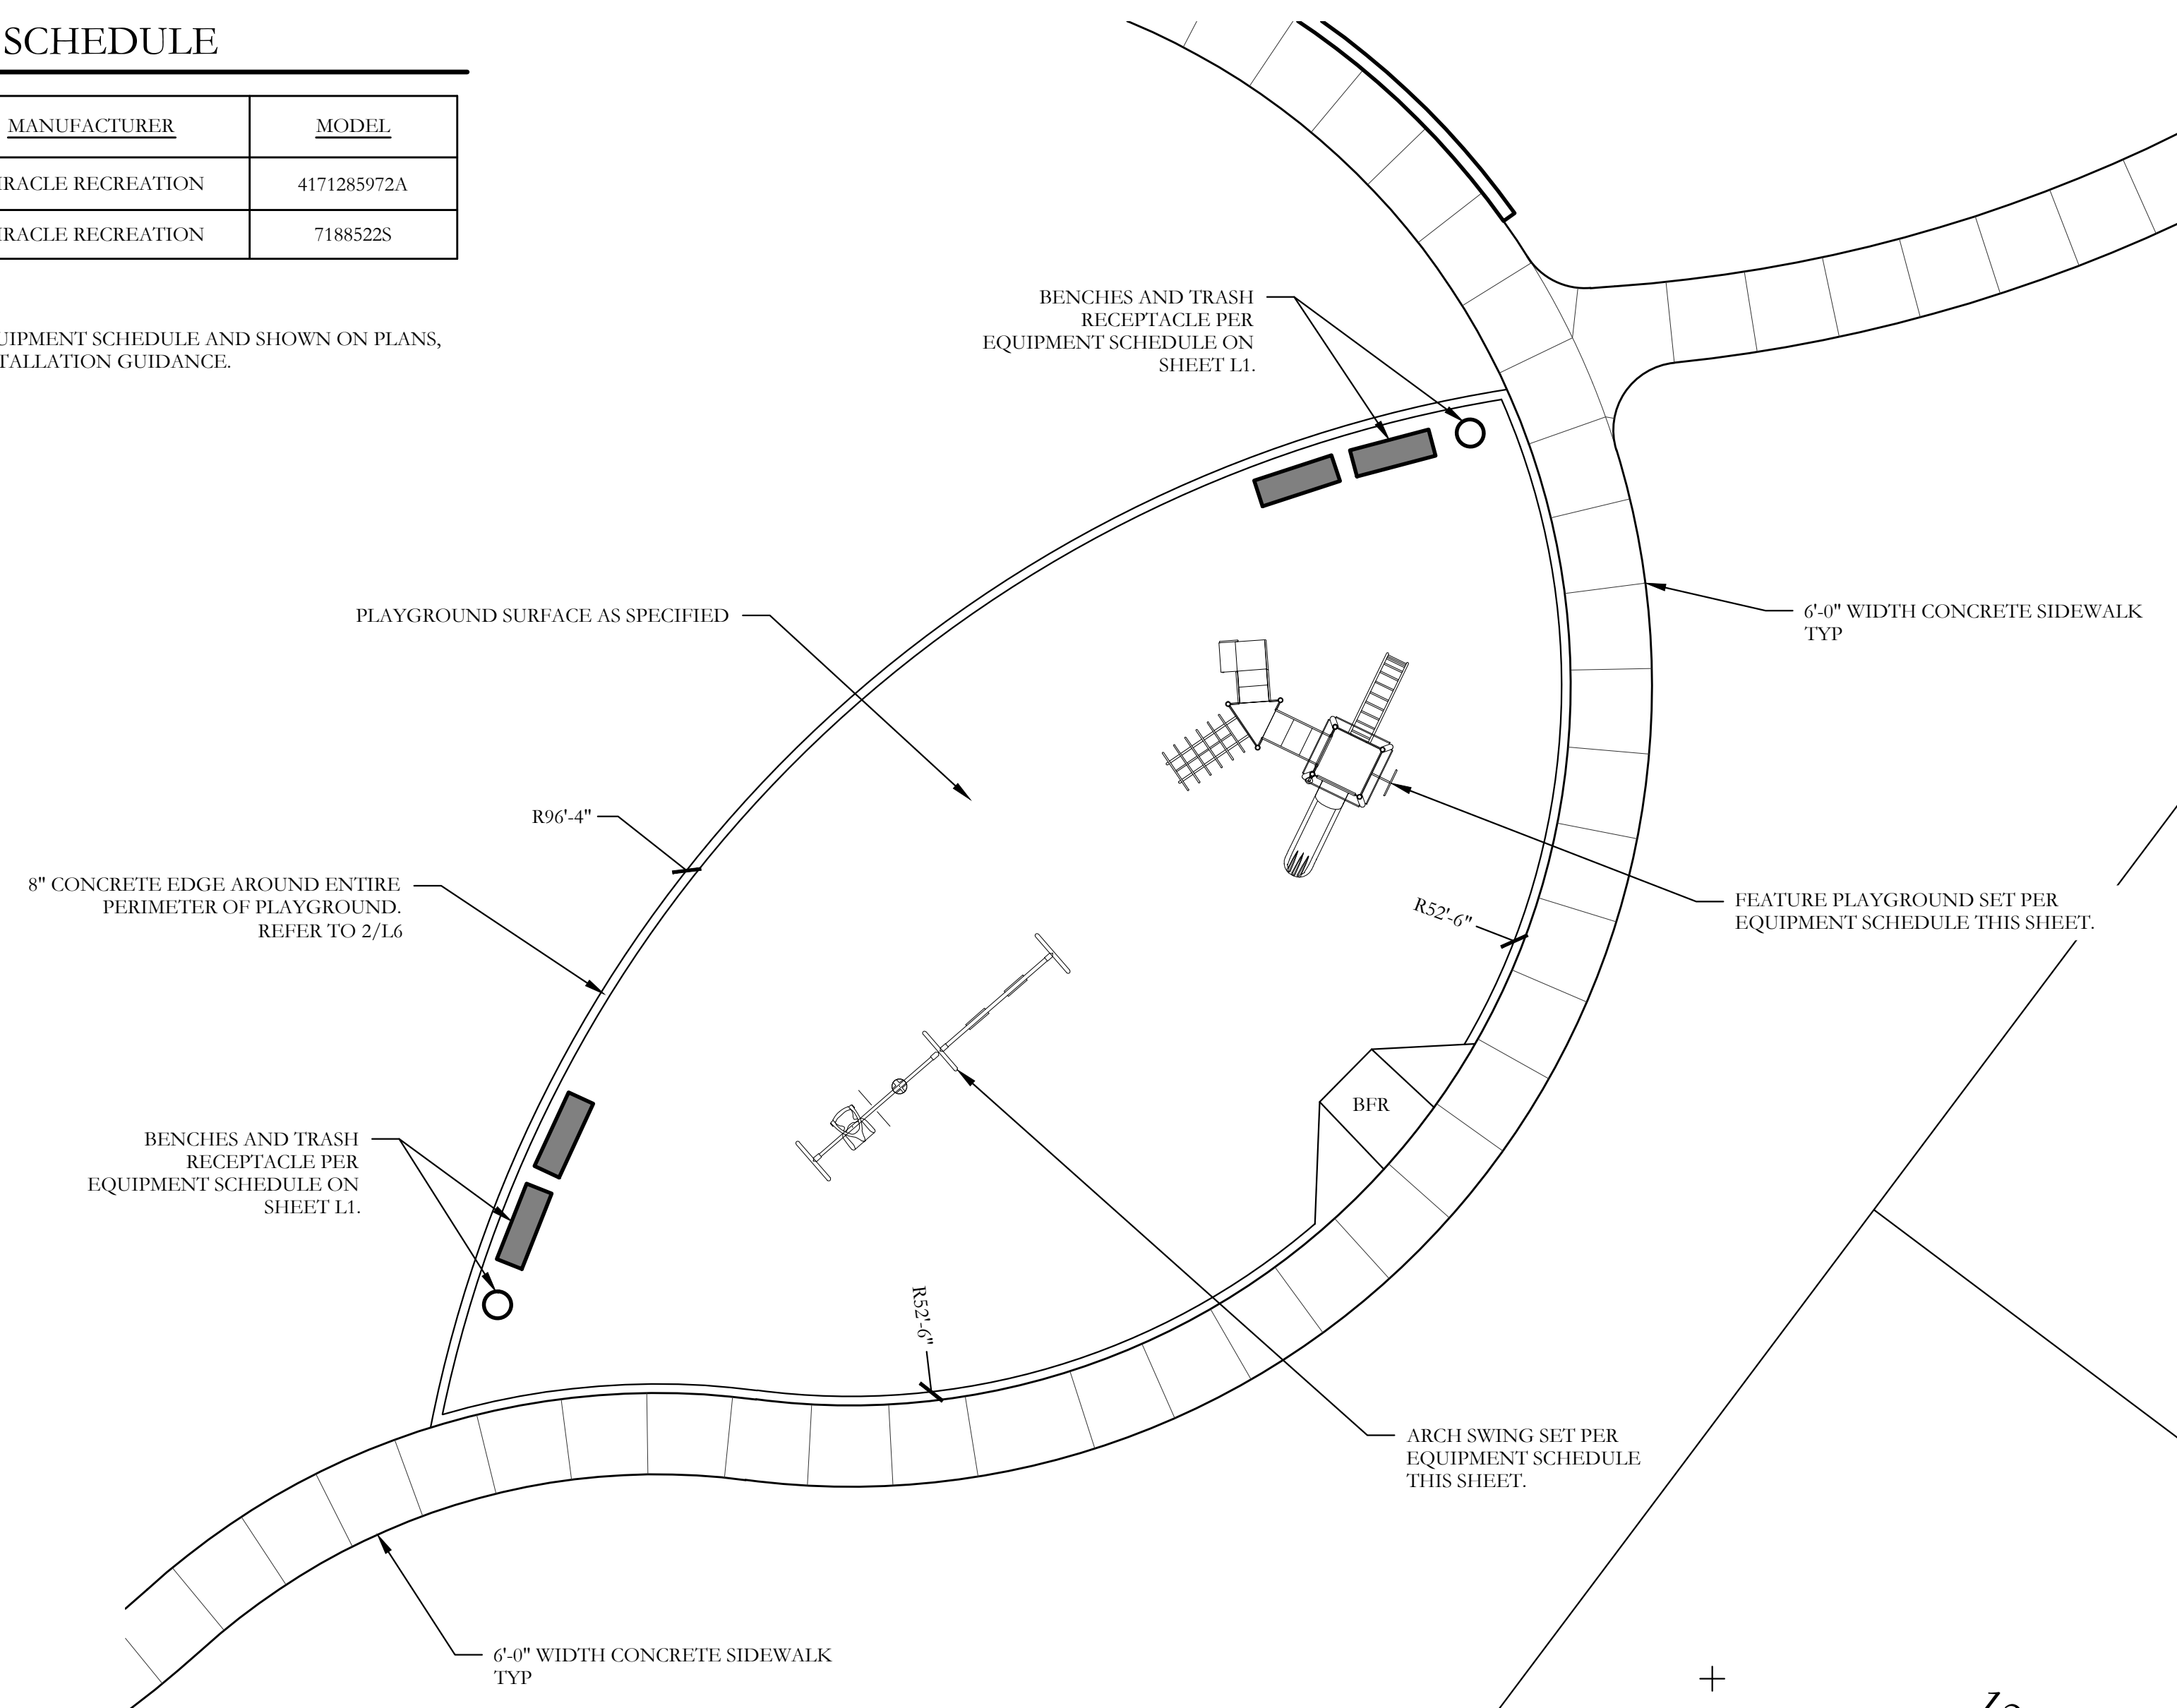 SCHEDULE
MANUFACTURER MODEL
RACLE RECREATION 4171285972A
RACLE RECREATION 7188522S
UIPMENT SCHEDULE AND SHOWN ON PLANS,
TALLATION GUIDANCE.
BENCHES AND TRASH
RECEPTACLE PER
EQUIPMENT SCHEDULE ON
SHEET L1.
PLAYGROUND SURFACE AS SPECIFIED
6'-0" WIDTH CONCRETE SIDEWALK
TYP
R96'-4"
8" CONCRETE EDGE AROUND ENTIRE
PERIMETER OF PLAYGROUND.
REFER TO 2/L6
R52'-6"
FEATURE PLAYGROUND SET PER
EQUIPMENT SCHEDULE THIS SHEET.
BFR
BENCHES AND TRASH
RECEPTACLE PER
EQUIPMENT SCHEDULE ON
SHEET L1.
R52'-6"
ARCH SWING SET PER
EQUIPMENT SCHEDULE
THIS SHEET.
6'-0" WIDTH CONCRETE SIDEWALK
TYP